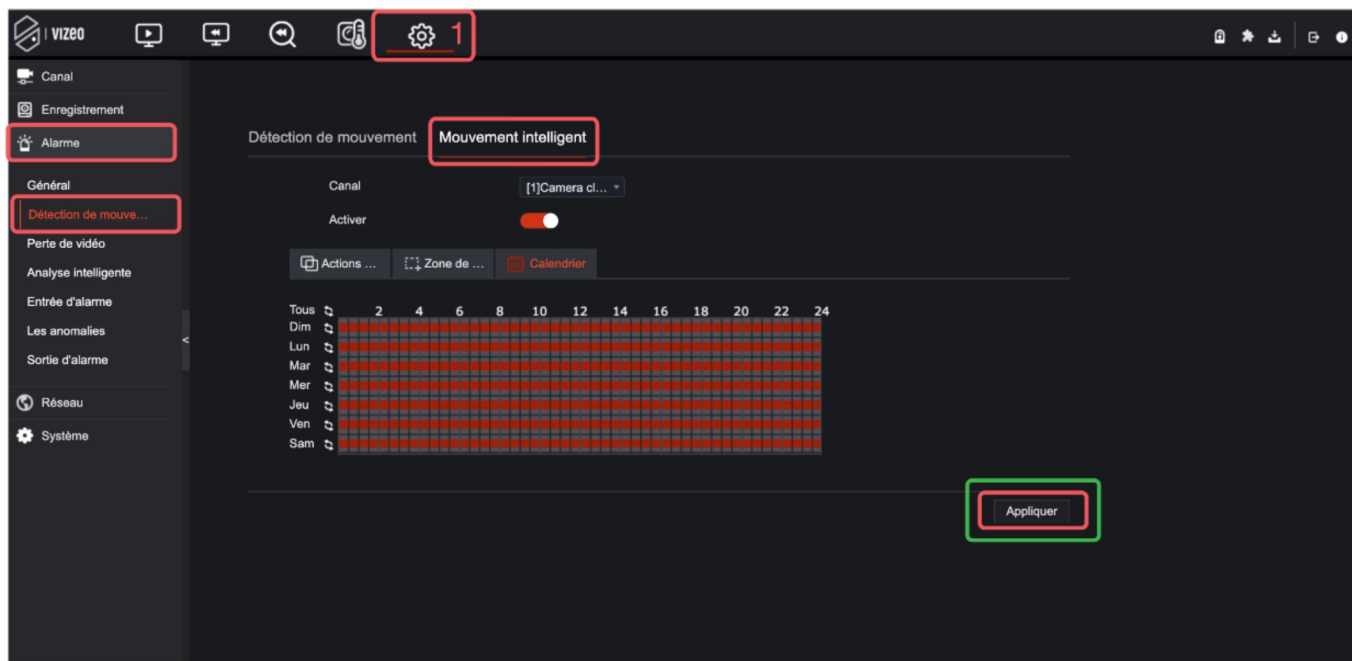 VIZEO
1
Canal
Enregistrement
Alarme
Général
Détection de mouve...
Perte de vidéo
Analyse intelligente
Entrée d'alarme
Les anomalies
Sortie d'alarme
Réseau
Système
<
Détection de mouvement Mouvement intelligent
Canal [1]Camera cl...
Activer
Actions ... Zone de ... Calendrier
Tous 2 4 6 8 10 12 14 16 18 20 22 24
Dim
Lun
Mar
Mer
Jeu
Ven
Sam
Appliquer